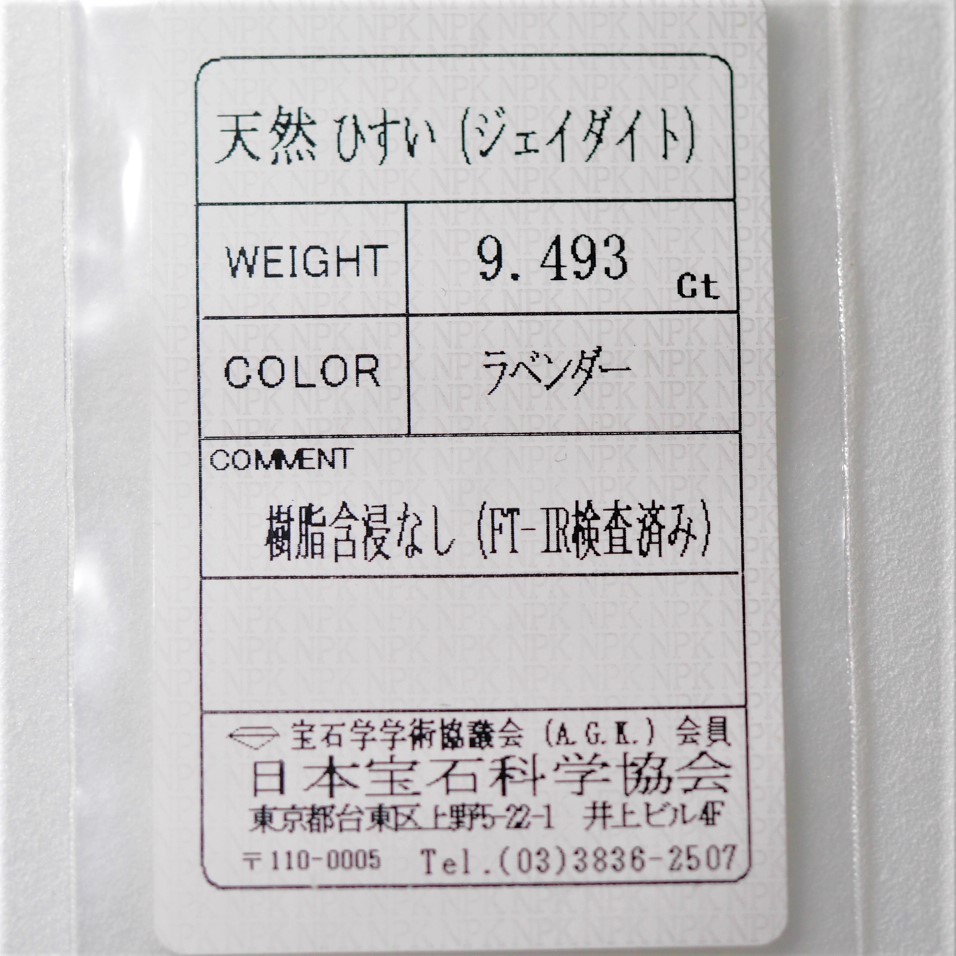 天然 ひすい (ジェイダイト)
WEIGHT 9.493 Ct
COLOR ラベンダー
COMMENT
樹脂含浸なし (FT-IR検査済み)
宝石学学術協議会 (A.G.K.) 会員
日本宝石科学協会
東京都台東区上野5-22-1 井上ビル4F
〒110-0005 Tel.(03)3836-2507